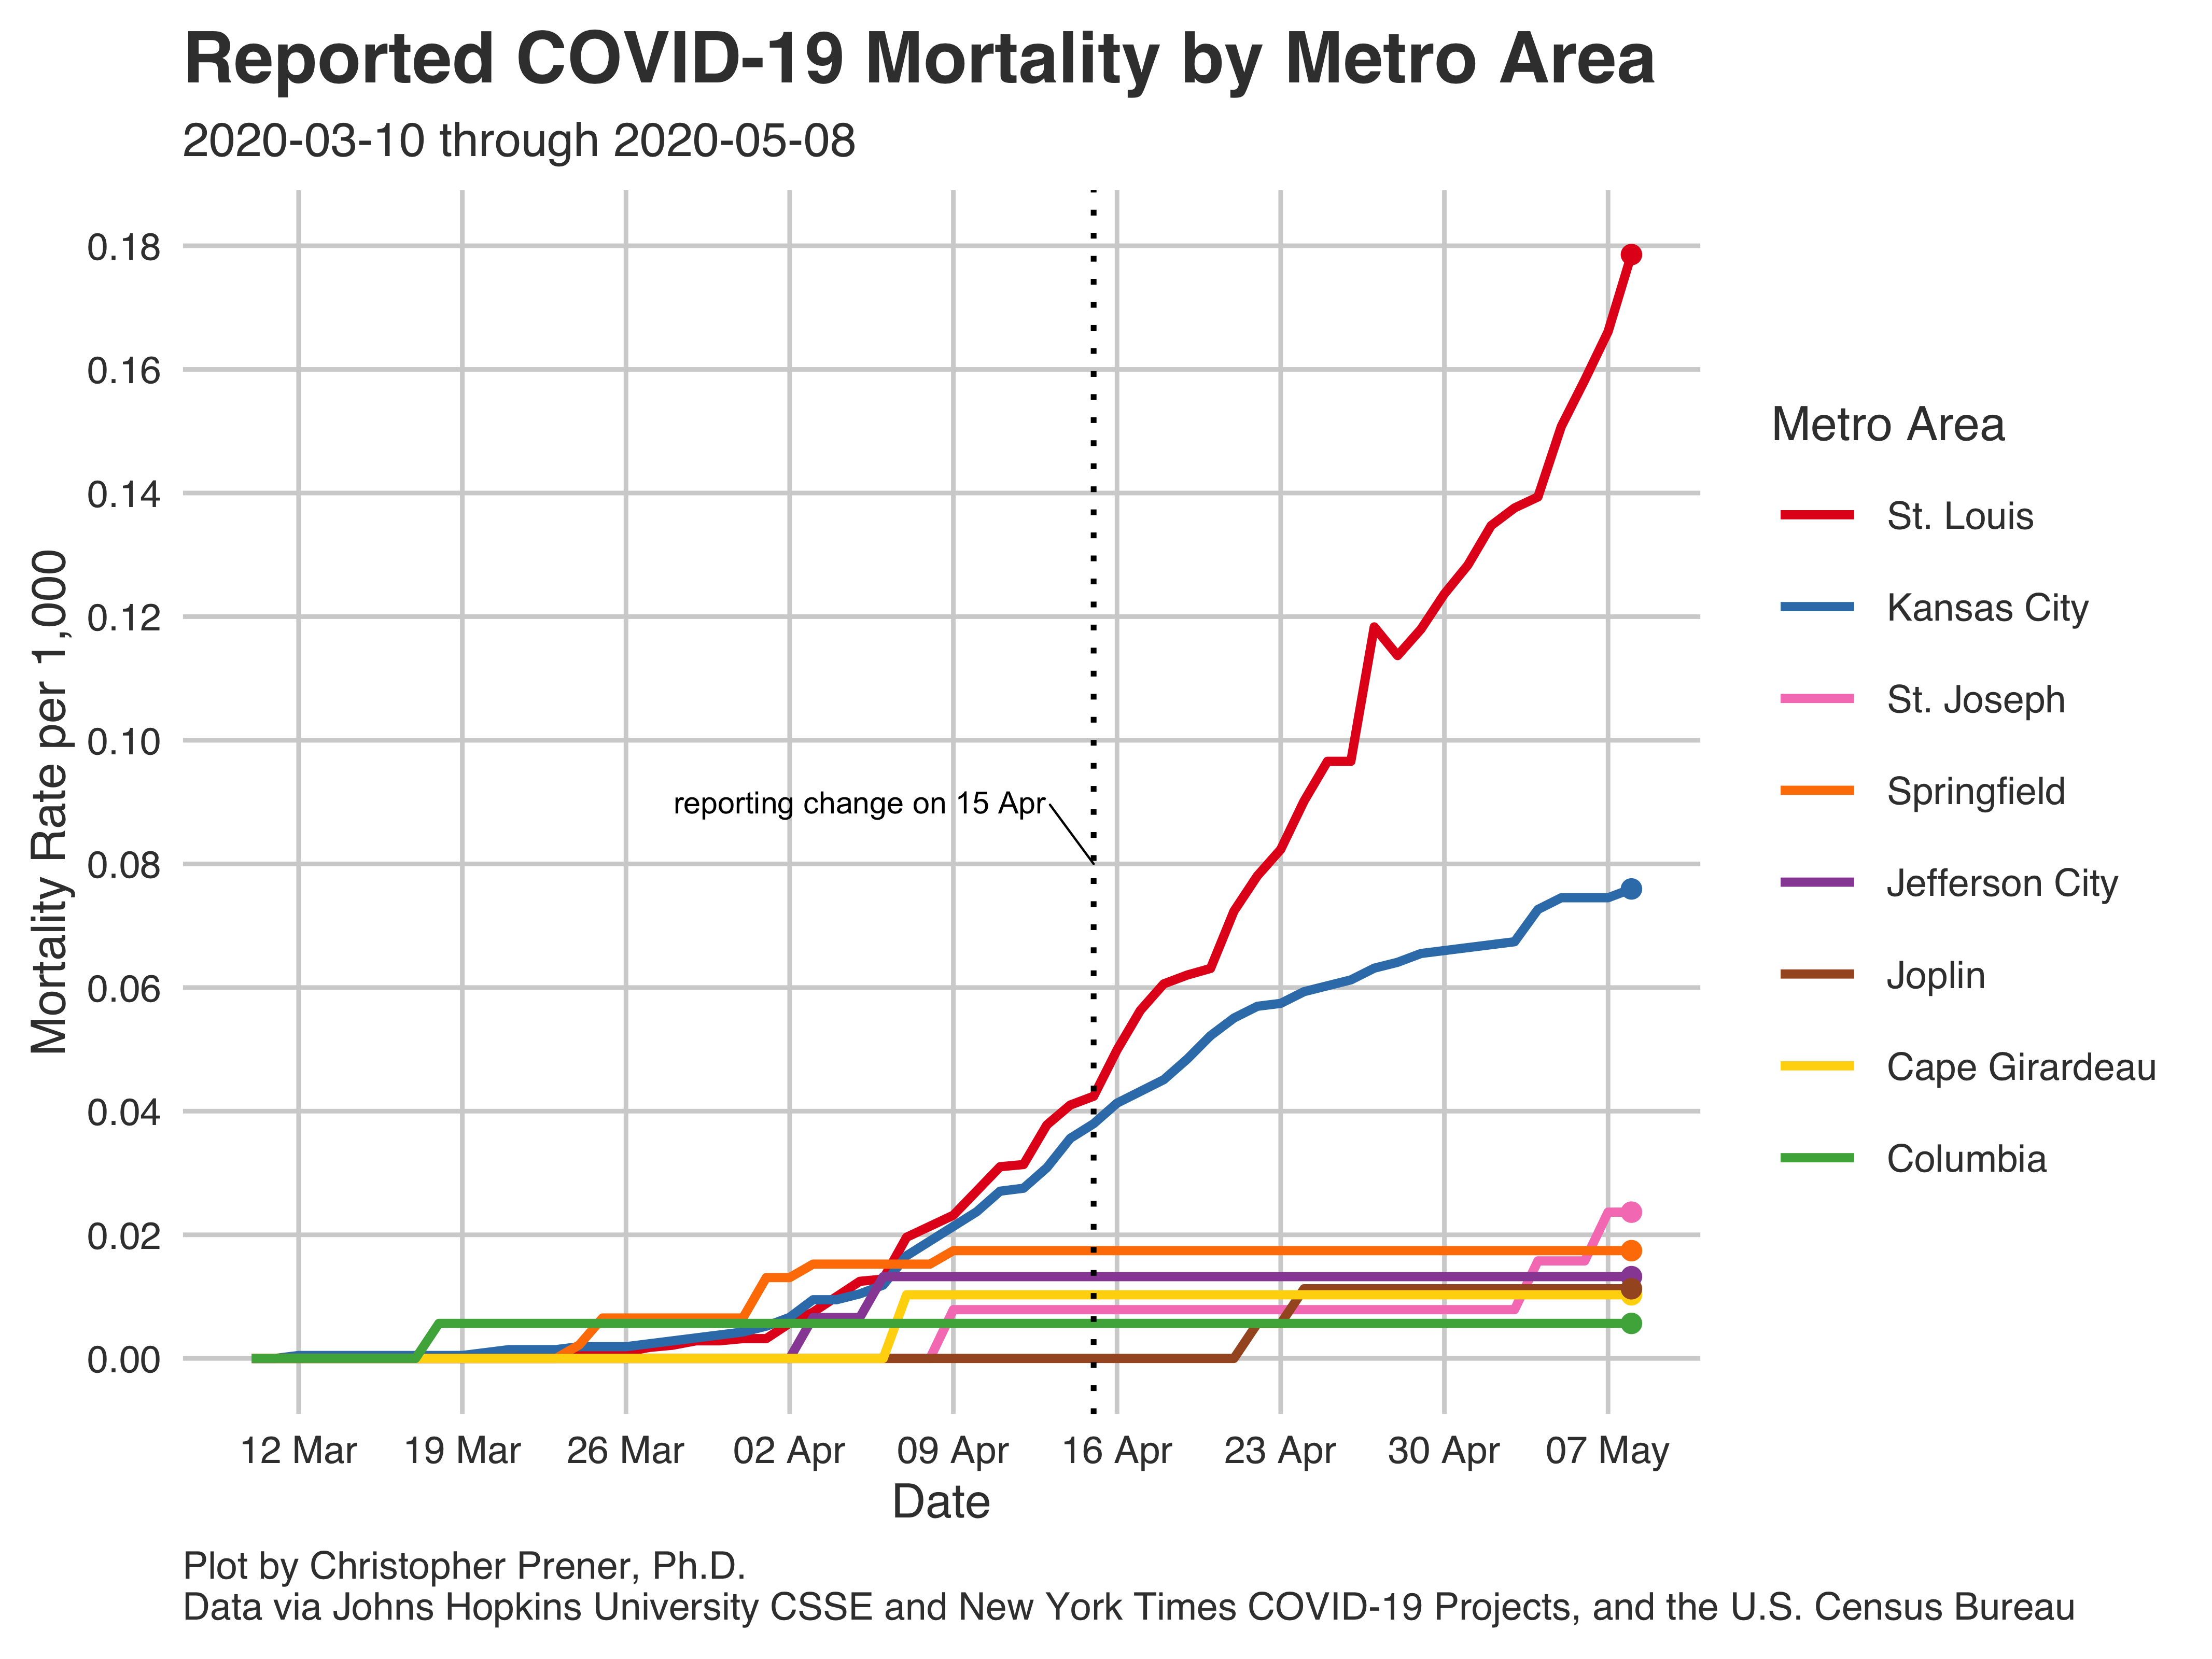 Reported COVID-19 Mortality by Metro Area
2020-03-10 through 2020-05-08
Mortality Rate per 1,000
0.18
0.16
0.14
0.12
0.10
0.08
0.06
0.04
0.02
0.00
reporting change on 15 Apr
12 Mar 19 Mar 26 Mar 02 Apr 09 Apr 16 Apr 23 Apr 30 Apr 07 May
Date
Metro Area
St. Louis
Kansas City
St. Joseph
Springfield
Jefferson City
Joplin
Cape Girardeau
Columbia
Plot by Christopher Prener, Ph.D.
Data via Johns Hopkins University CSSE and New York Times COVID-19 Projects, and the U.S. Census Bureau